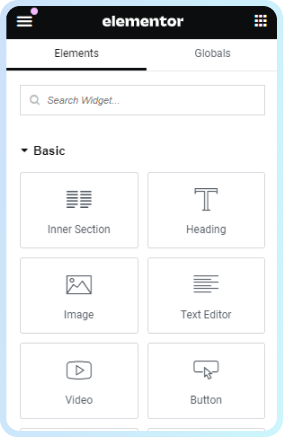 elementor
Elements Globals
Search Widget...
Basic
Inner Section Heading
Image Text Editor
Video Button